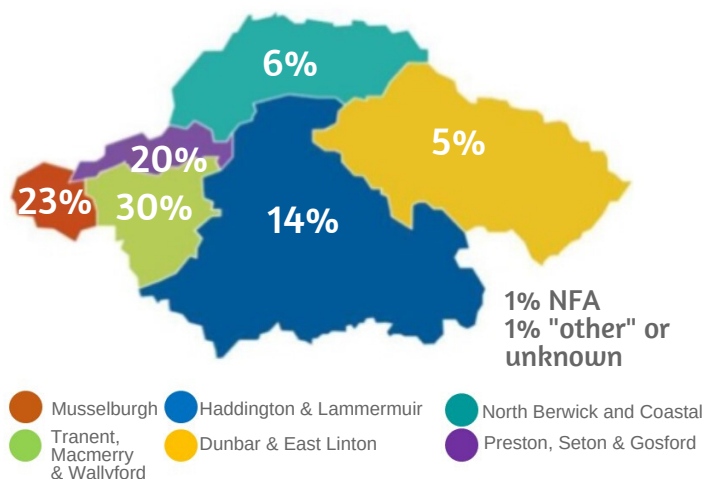 6%
5%
20%
23%
30%
14%
1% NFA
1% "other" or
unknown
Musselburgh
Haddington & Lammermuir
North Berwick and Coastal
Tranent,
Macmerry
& Wallyford
Dunbar & East Linton
Preston, Seton & Gosford